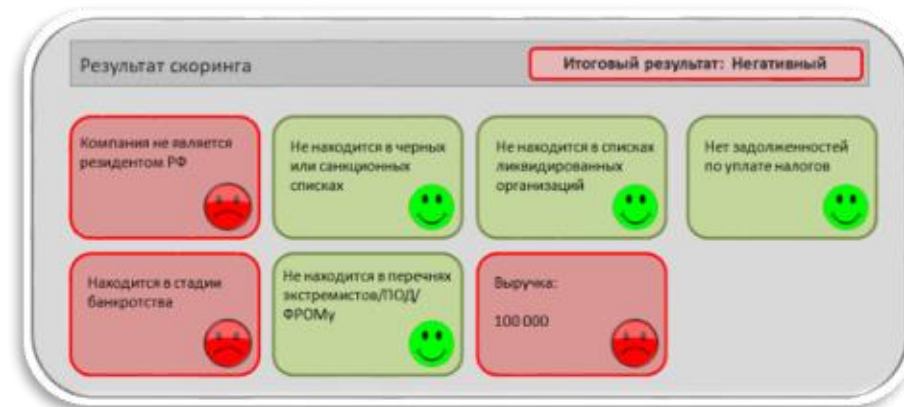 Результат скоринга
Итоговый результат: Негативный
Компания не является
резидентом РФ
Не находится в черных
или санкционных
списках
Не находится в списках
ликвидированных
организаций
Нет задолженностей
по уплате налогов
Находится в стадии
банкротства
Не находится в перечнях
экстремистов/ПОД/
ФРОМу
Выручка:
100 000